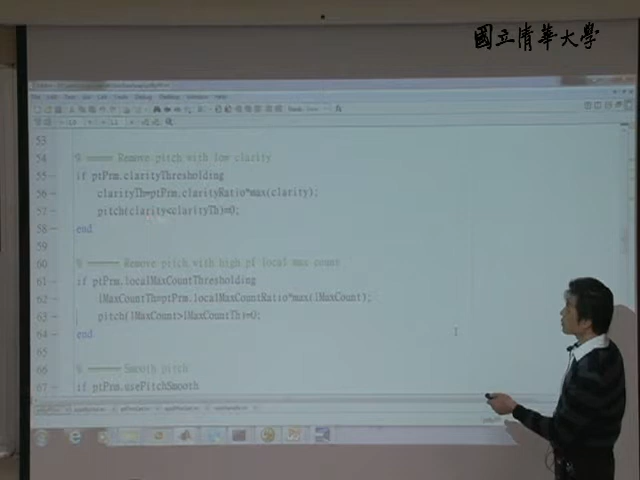 國立清華大學
53
54 % ===== Remove pitch with low clarity
55 if ptPrm.clarityThresholding
56 clarityTh=ptPrm.clarityRatio*max(clarity);
57 pitch(clarity<clarityTh)=0;
58 end
59
60 % ===== Remove pitch with high pf local max count
61 if ptPrm.localMaxCountThresholding
62 lMaxCountTh=ptPrm.localMaxCountRatio*max(lMaxCount);
63 pitch(lMaxCount>lMaxCountTh)=0;
64 end
65
66 % ===== Smooth pitch
67 if ptPrm.usePitchSmooth